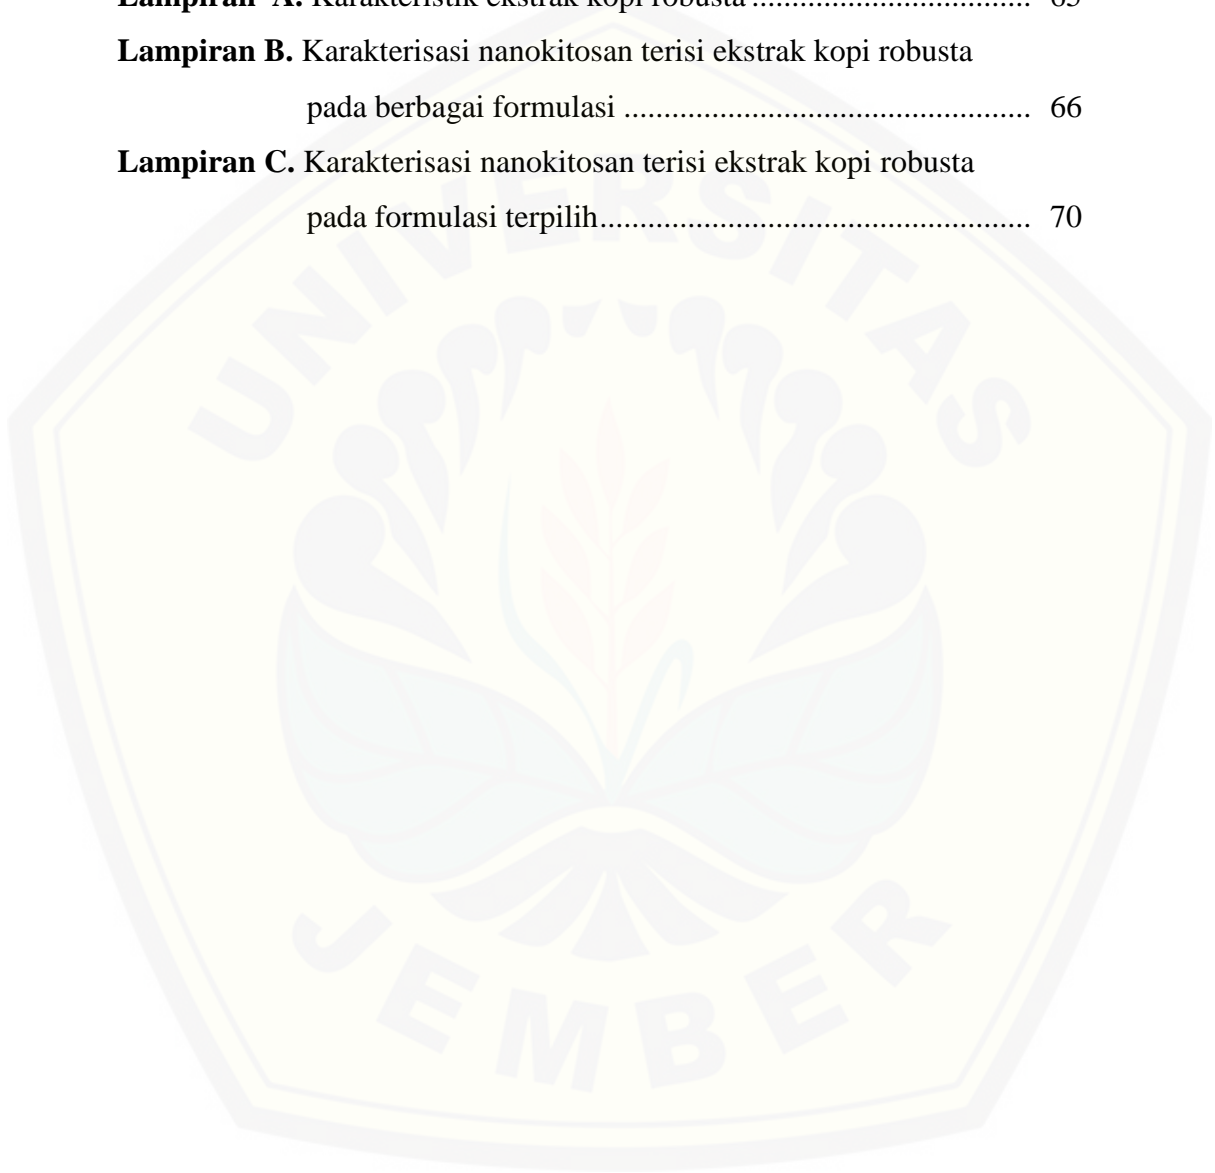 Lampiran A. Karakteristik ekstrak kopi robusta .................................. 65
Lampiran B. Karakterisasi nanokitosan terisi ekstrak kopi robusta
pada berbagai formulasi .................................................. 66
Lampiran C. Karakterisasi nanokitosan terisi ekstrak kopi robusta
pada formulasi terpilih..................................................... 70
UNIVERSITAS
JEMBER